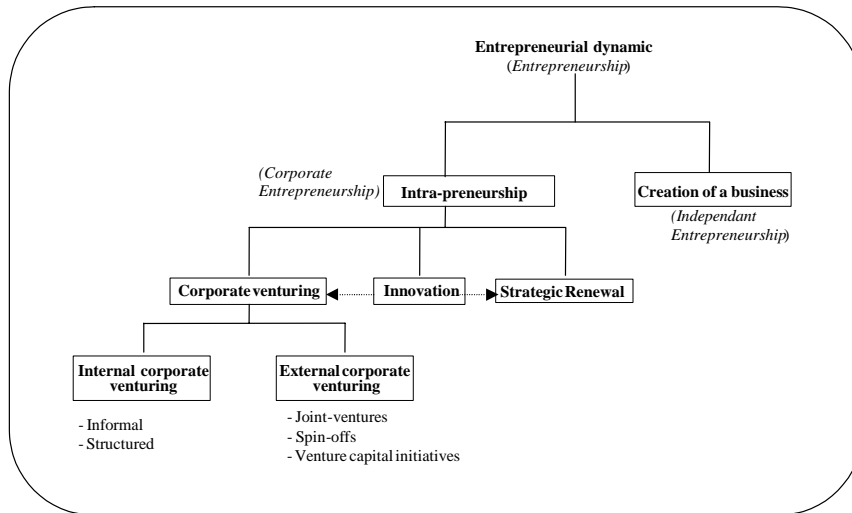 Entrepreneurial dynamic
(Entrepreneurship)
(Corporate
Entrepreneurship)
Intra-preneurship
Creation of a business
(Independant
Entrepreneurship)
Corporate venturing
Innovation
Strategic Renewal
Internal corporate
venturing
External corporate
venturing
- Informal
- Structured
- Joint-ventures
- Spin-offs
- Venture capital initiatives